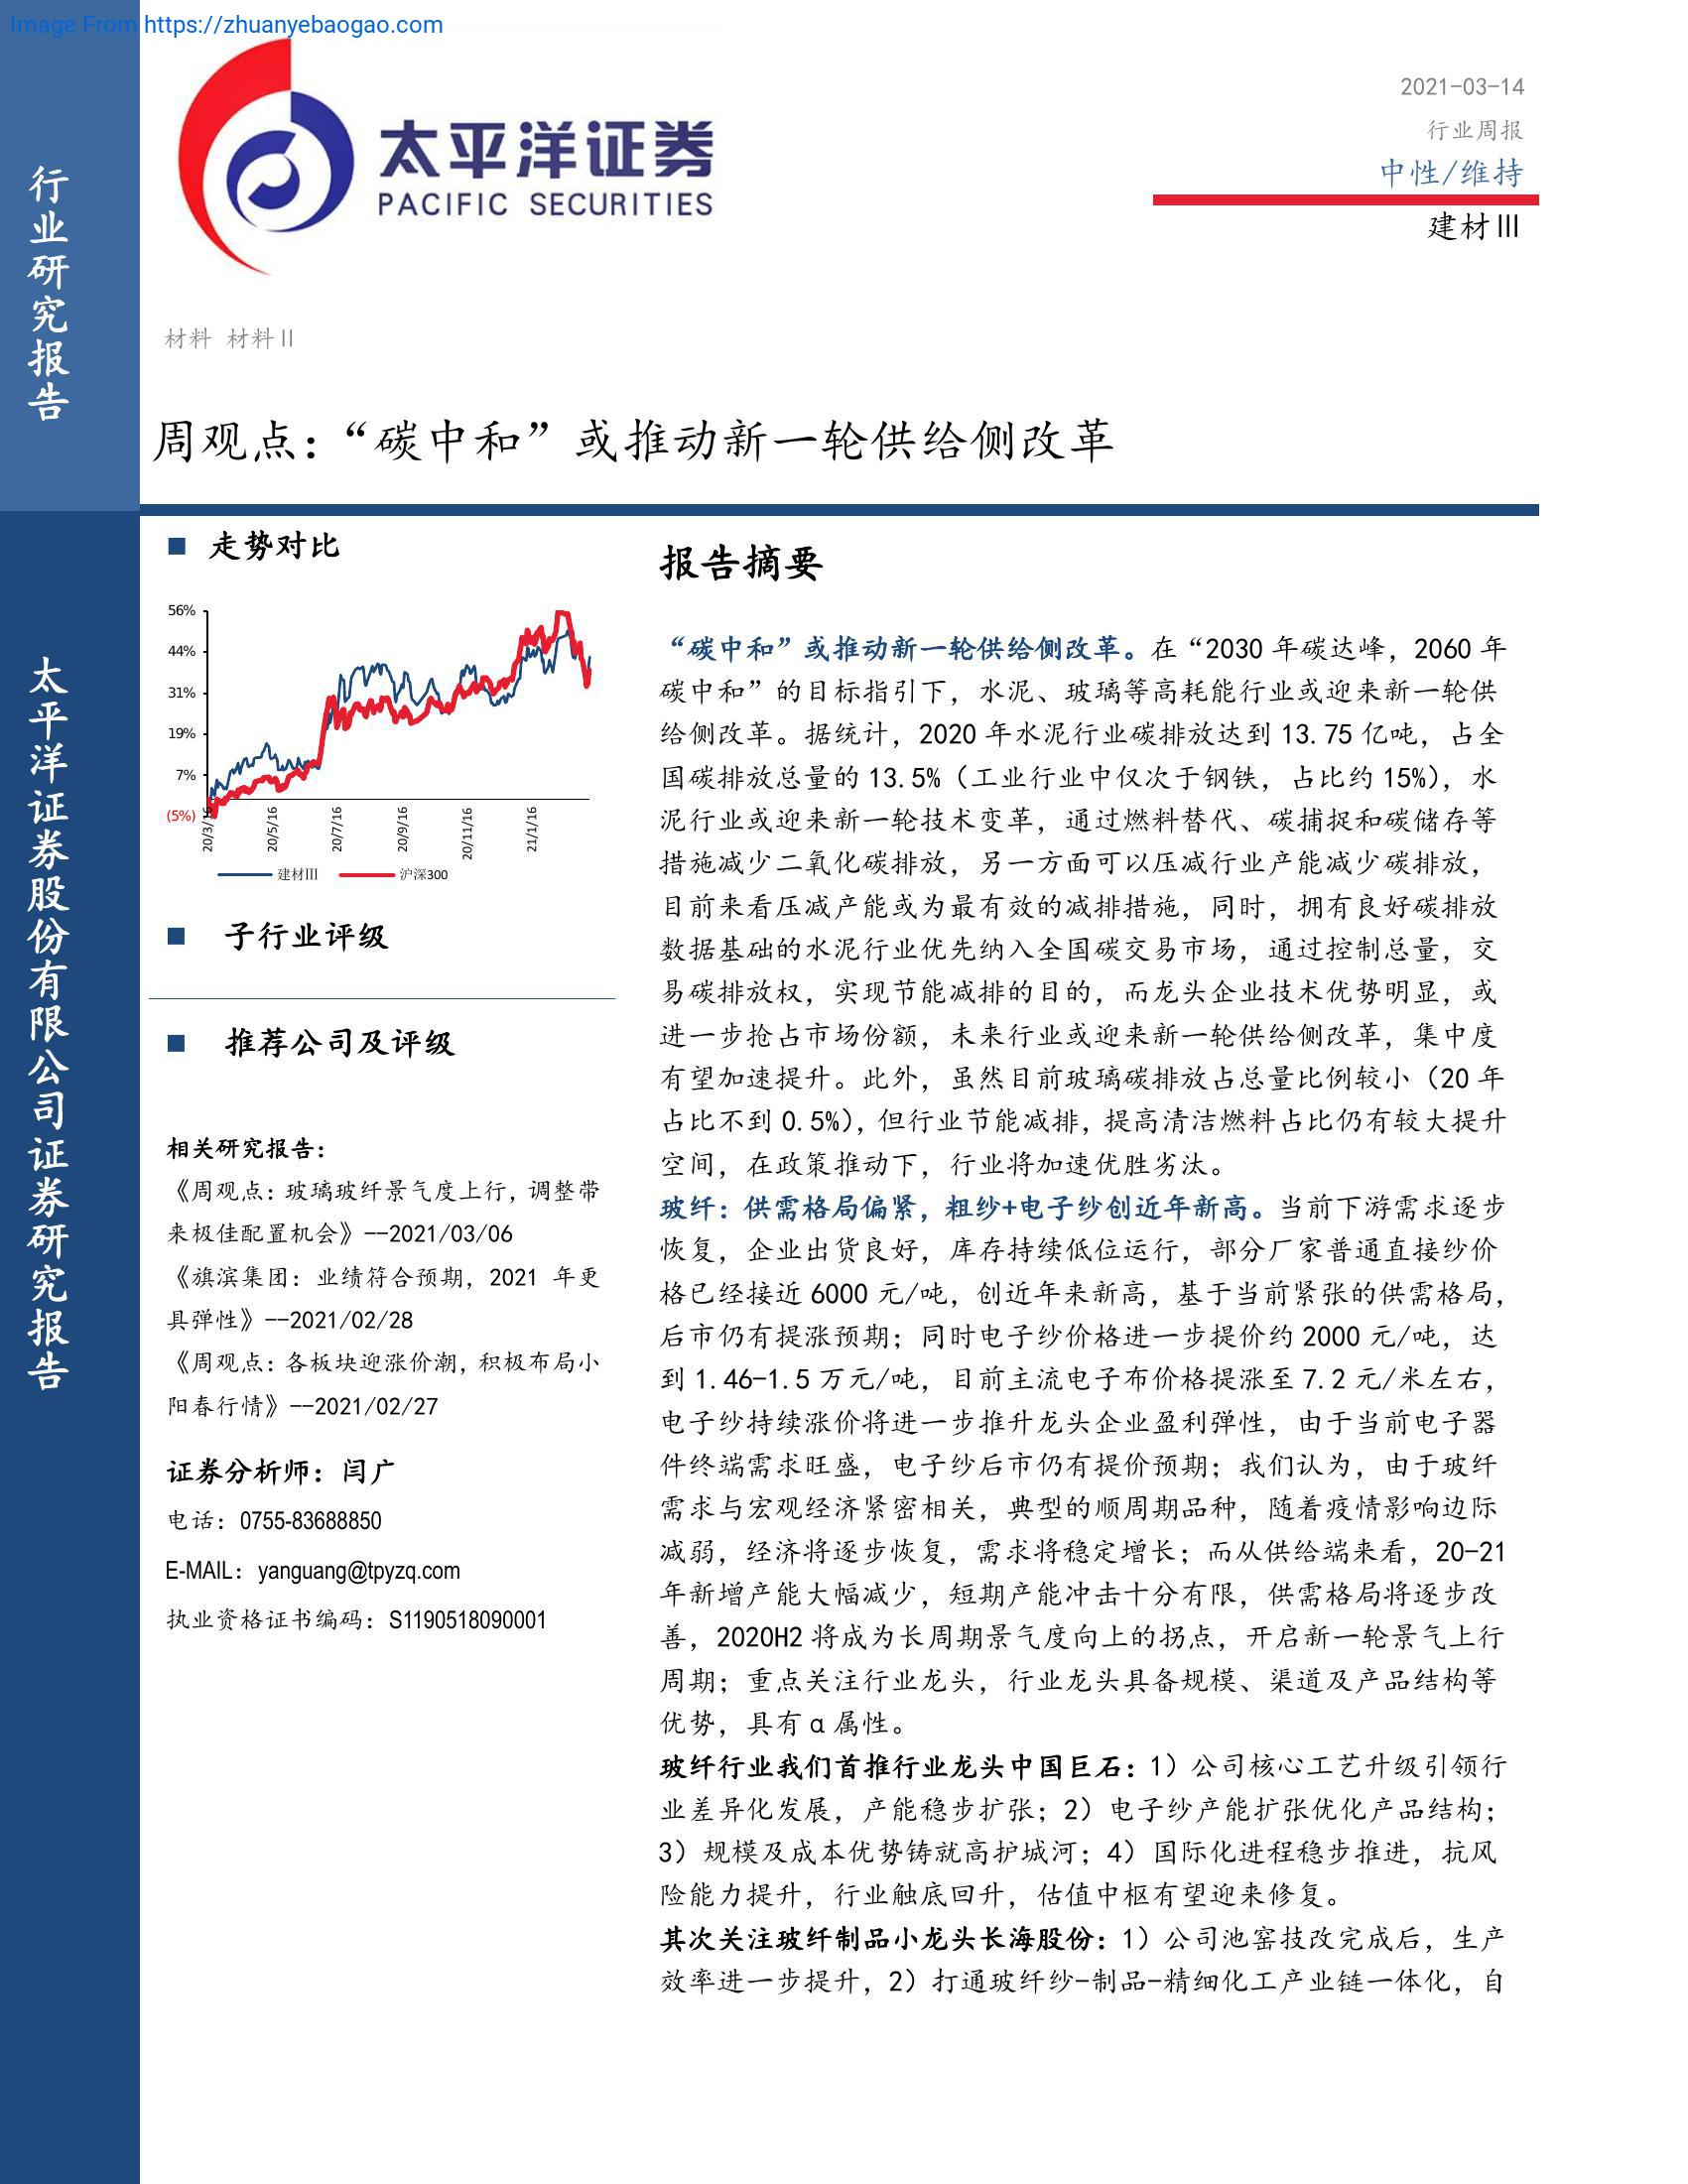 Image From https://zhuanyebaogao.com
行业研究报告
太平洋证券股份有限公司证券研究报告
太平洋证券
PACIFIC SECURITIES
2021-03-14
行业周报
中性/维持
建材Ⅲ
材料 材料Ⅱ
周观点：“碳中和”或推动新一轮供给侧改革
■ 走势对比
56%
44%
31%
19%
7%
(5%)
20/3/16
20/5/16
20/7/16
20/9/16
20/11/16
21/1/16
建材Ⅲ 沪深300
■ 子行业评级
■ 推荐公司及评级
相关研究报告：
《周观点：玻璃玻纤景气度上行，调整带
来极佳配置机会》--2021/03/06
《旗滨集团：业绩符合预期，2021 年更
具弹性》--2021/02/28
《周观点：各板块迎涨价潮，积极布局小
阳春行情》--2021/02/27
证券分析师：闫广
电话：0755-83688850
E-MAIL：yanguang@tpyzq.com
执业资格证书编码：S1190518090001
报告摘要
“碳中和”或推动新一轮供给侧改革。在“2030 年碳达峰，2060 年
碳中和”的目标指引下，水泥、玻璃等高耗能行业或迎来新一轮供
给侧改革。据统计，2020 年水泥行业碳排放达到 13.75 亿吨，占全
国碳排放总量的 13.5%（工业行业中仅次于钢铁，占比约 15%），水
泥行业或迎来新一轮技术变革，通过燃料替代、碳捕捉和碳储存等
措施减少二氧化碳排放，另一方面可以压减行业产能减少碳排放，
目前来看压减产能或为最有效的减排措施，同时，拥有良好碳排放
数据基础的水泥行业优先纳入全国碳交易市场，通过控制总量，交
易碳排放权，实现节能减排的目的，而龙头企业技术优势明显，或
进一步抢占市场份额，未来行业或迎来新一轮供给侧改革，集中度
有望加速提升。此外，虽然目前玻璃碳排放占总量比例较小（20 年
占比不到 0.5%），但行业节能减排，提高清洁燃料占比仍有较大提升
空间，在政策推动下，行业将加速优胜劣汰。
玻纤：供需格局偏紧，粗纱+电子纱创近年新高。当前下游需求逐步
恢复，企业出货良好，库存持续低位运行，部分厂家普通直接纱价
格已经接近 6000 元/吨，创近年来新高，基于当前紧张的供需格局，
后市仍有提涨预期；同时电子纱价格进一步提价约 2000 元/吨，达
到 1.46-1.5 万元/吨，目前主流电子布价格提涨至 7.2 元/米左右，
电子纱持续涨价将进一步推升龙头企业盈利弹性，由于当前电子器
件终端需求旺盛，电子纱后市仍有提价预期；我们认为，由于玻纤
需求与宏观经济紧密相关，典型的顺周期品种，随着疫情影响边际
减弱，经济将逐步恢复，需求将稳定增长；而从供给端来看，20-21
年新增产能大幅减少，短期产能冲击十分有限，供需格局将逐步改
善，2020H2 将成为长周期景气度向上的拐点，开启新一轮景气上行
周期；重点关注行业龙头，行业龙头具备规模、渠道及产品结构等
优势，具有 α 属性。
玻纤行业我们首推行业龙头中国巨石：1）公司核心工艺升级引领行
业差异化发展，产能稳步扩张；2）电子纱产能扩张优化产品结构；
3）规模及成本优势铸就高护城河；4）国际化进程稳步推进，抗风
险能力提升，行业触底回升，估值中枢有望迎来修复。
其次关注玻纤制品小龙头长海股份：1）公司池窑技改完成后，生产
效率进一步提升，2）打通玻纤纱-制品-精细化工产业链一体化，自